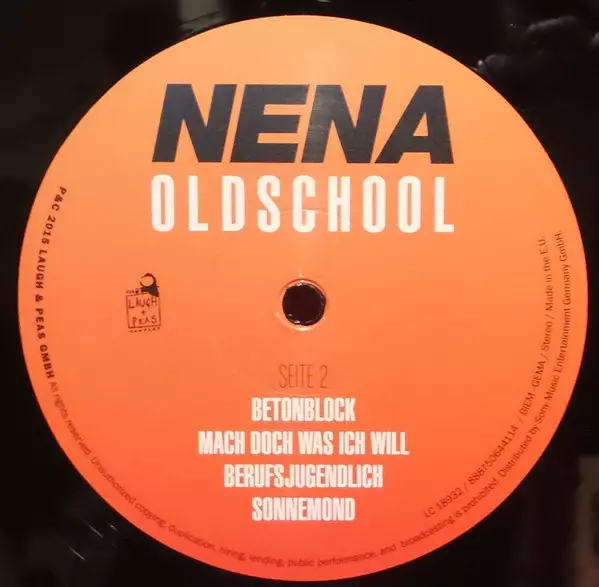 NENA
OLDSCHOOL
LAUGH +
PEAS
COMPANY
SEITE 2
BETONBLOCK
MACH DOCH WAS ICH WILL
BERUFSJUGENDLICH
SONNEMOND
P&C 2015 LAUGH & PEAS GMBH All rights reserved. Unauthorized copying, duplication, hiring, lending, public performance, and broadcasting is prohibited. Distributed by Sony Music Entertainment Germany GmbH.
LC 18932 / 888750644114 / BIEM - GEMA / Stereo / Made in the E.U.